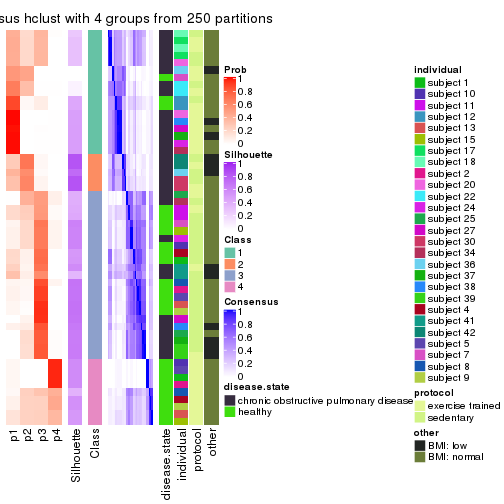 sus hclust with 4 groups from 250 partitions
p1
p2
p3
p4
Silhouette
Class
disease.state
individual
protocol
other
Prob
1
0.8
0.6
0.4
0.2
0
Silhouette
1
0.8
0.6
0.4
0.2
0
Class
1
2
3
4
Consensus
1
0.8
0.6
0.4
0.2
0
disease.state
chronic obstructive pulmonary disease
healthy
individual
subject 1
subject 10
subject 11
subject 12
subject 13
subject 15
subject 17
subject 18
subject 2
subject 20
subject 22
subject 24
subject 25
subject 27
subject 30
subject 34
subject 36
subject 37
subject 38
subject 39
subject 4
subject 41
subject 42
subject 5
subject 7
subject 8
subject 9
protocol
exercise trained
sedentary
other
BMI: low
BMI: normal